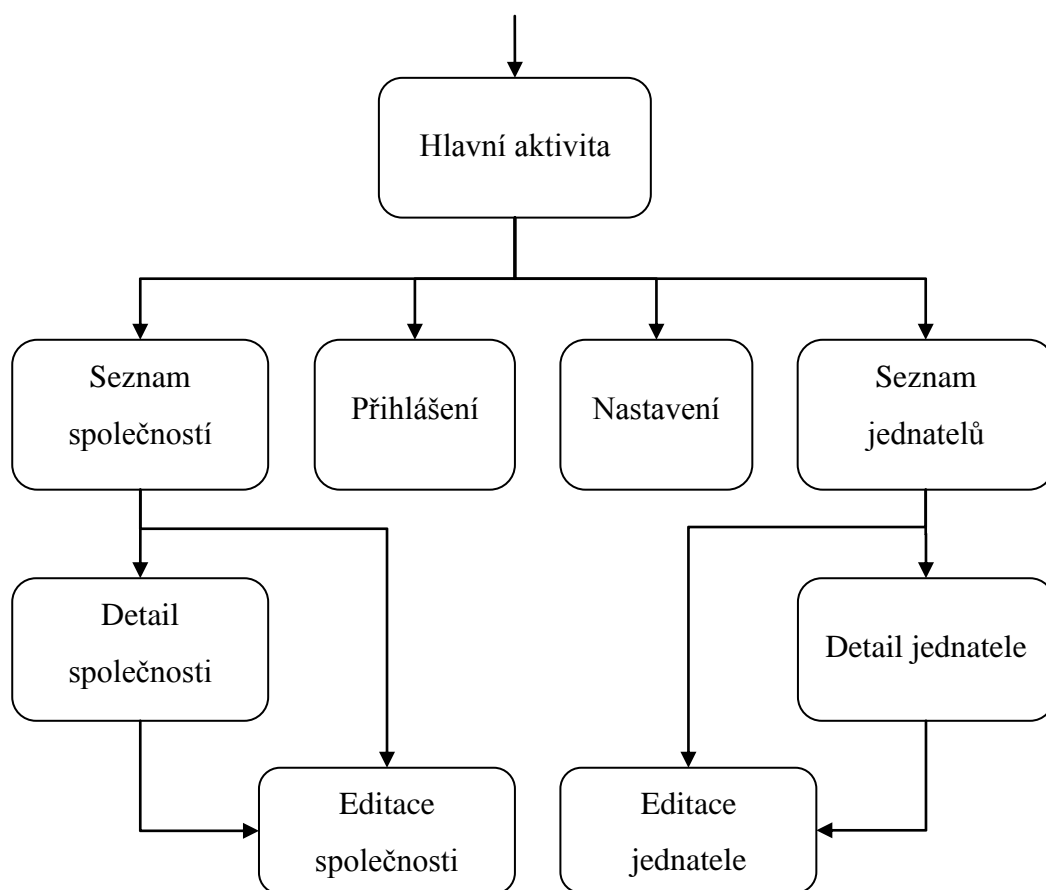 Hlavní aktivita
Seznam
společností
Přihlášení
Nastavení
Seznam
jednatelů
Detail
společnosti
Detail jednatele
Editace
společnosti
Editace
jednatele